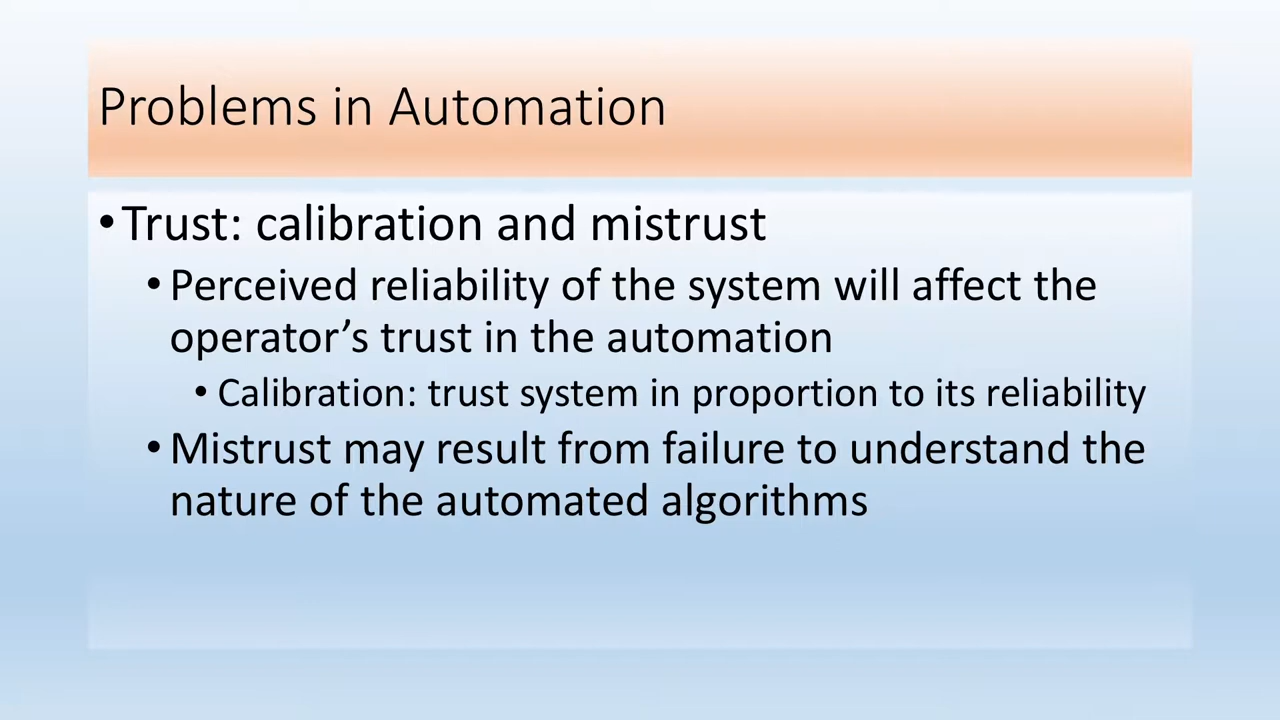 Problems in Automation
•Trust: calibration and mistrust
•Perceived reliability of the system will affect the
operator’s trust in the automation
•Calibration: trust system in proportion to its reliability
•Mistrust may result from failure to understand the
nature of the automated algorithms